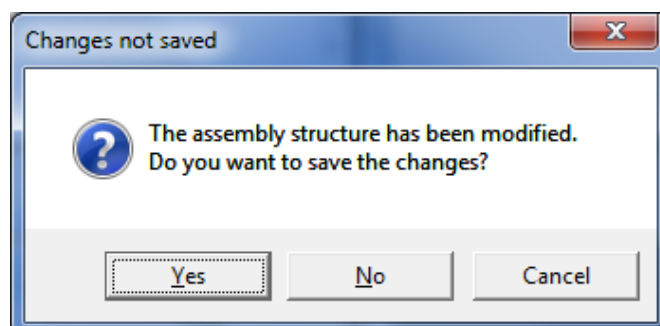 Changes not saved
The assembly structure has been modified.
Do you want to save the changes?
Yes
No
Cancel